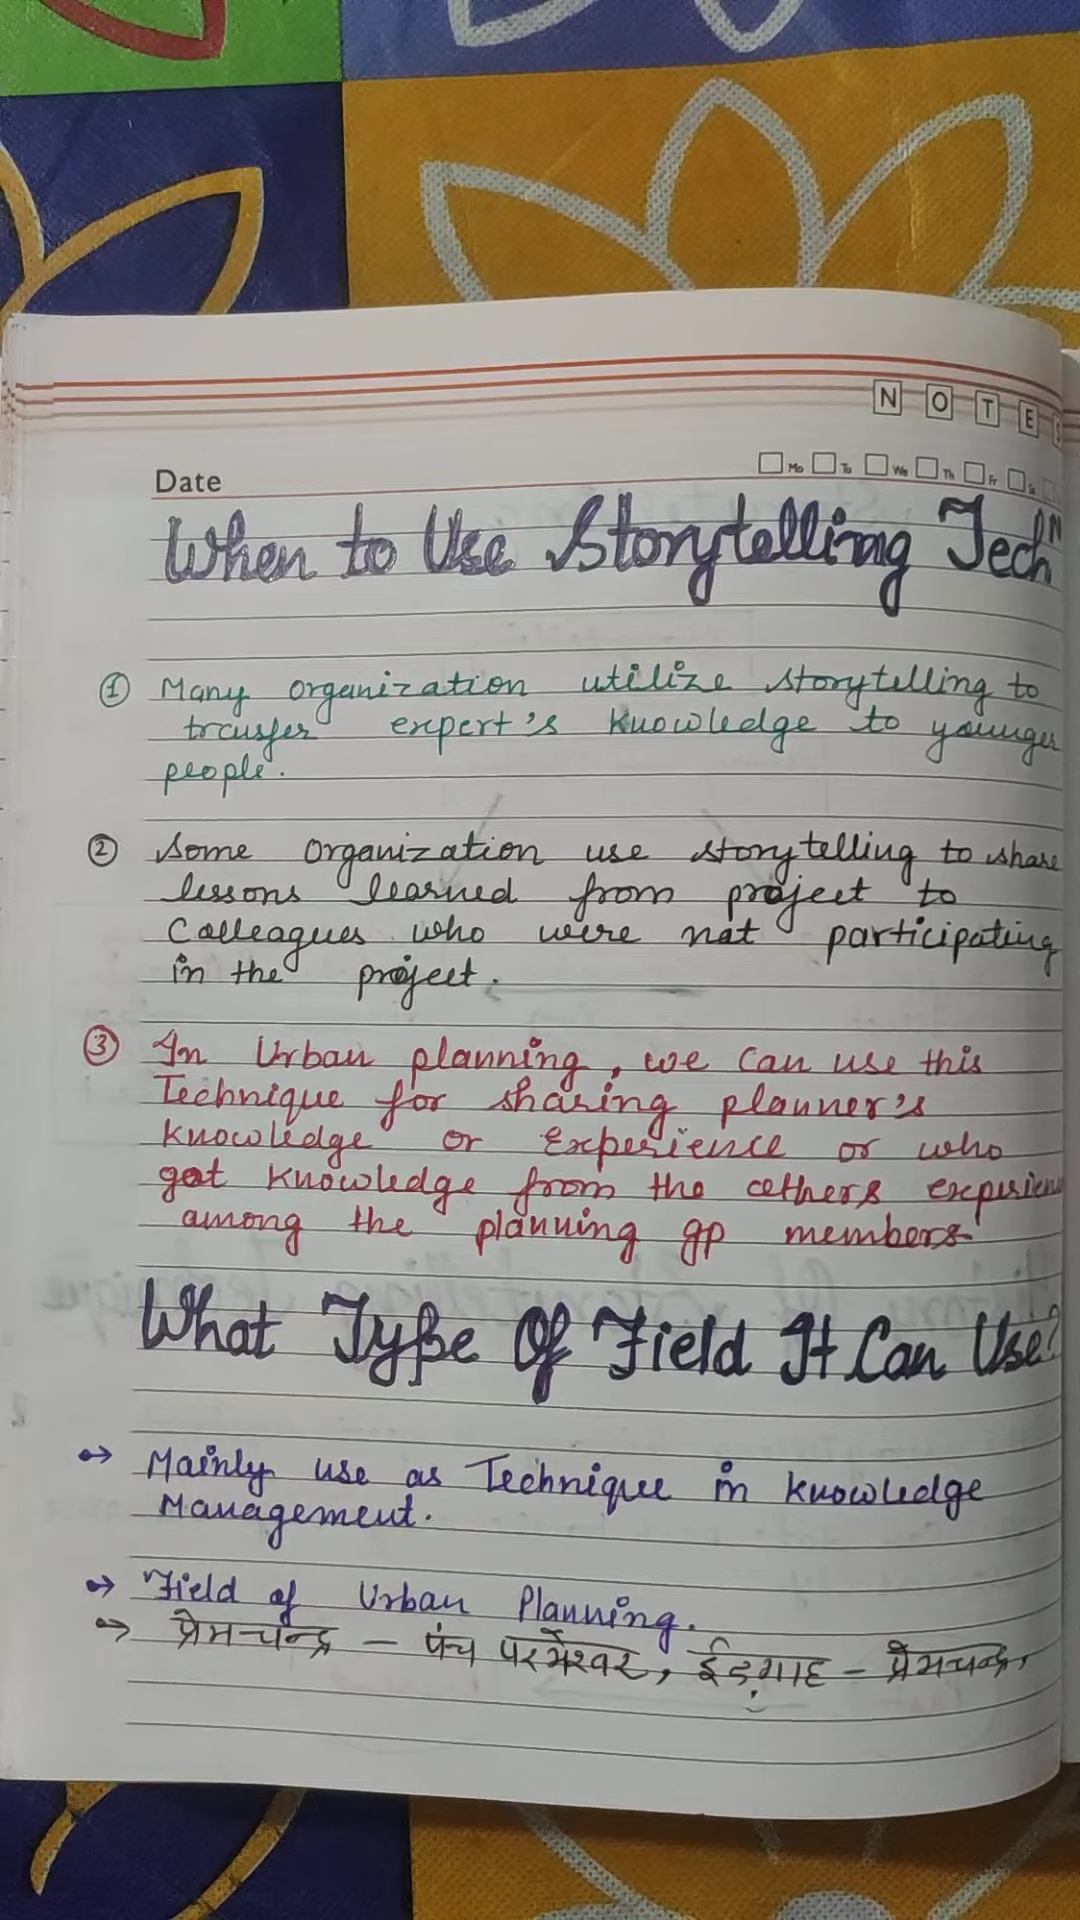 N O T E S
Date
Mo Tu We Th Fr Sa
When to Use Storytelling Tech
① Many organization utilize storytelling to
transfer expert's knowledge to younger
people.
② Some organization use storytelling to share
lessons learned from project to
Colleagues who were not participating
in the project.
③ In Urban planning, we can use this
Technique for sharing planner's
knowledge or Experience or who
got knowledge from the others experien
among the planning gp members
What Type Of Field It Can Use?
↔ Mainly use as Technique in knowledge
Management.
↔ Field of Urban Planning.
↔ प्रेमचन्द्र – पंच परमेश्वर, ईदगाह – प्रेमचन्द्र,